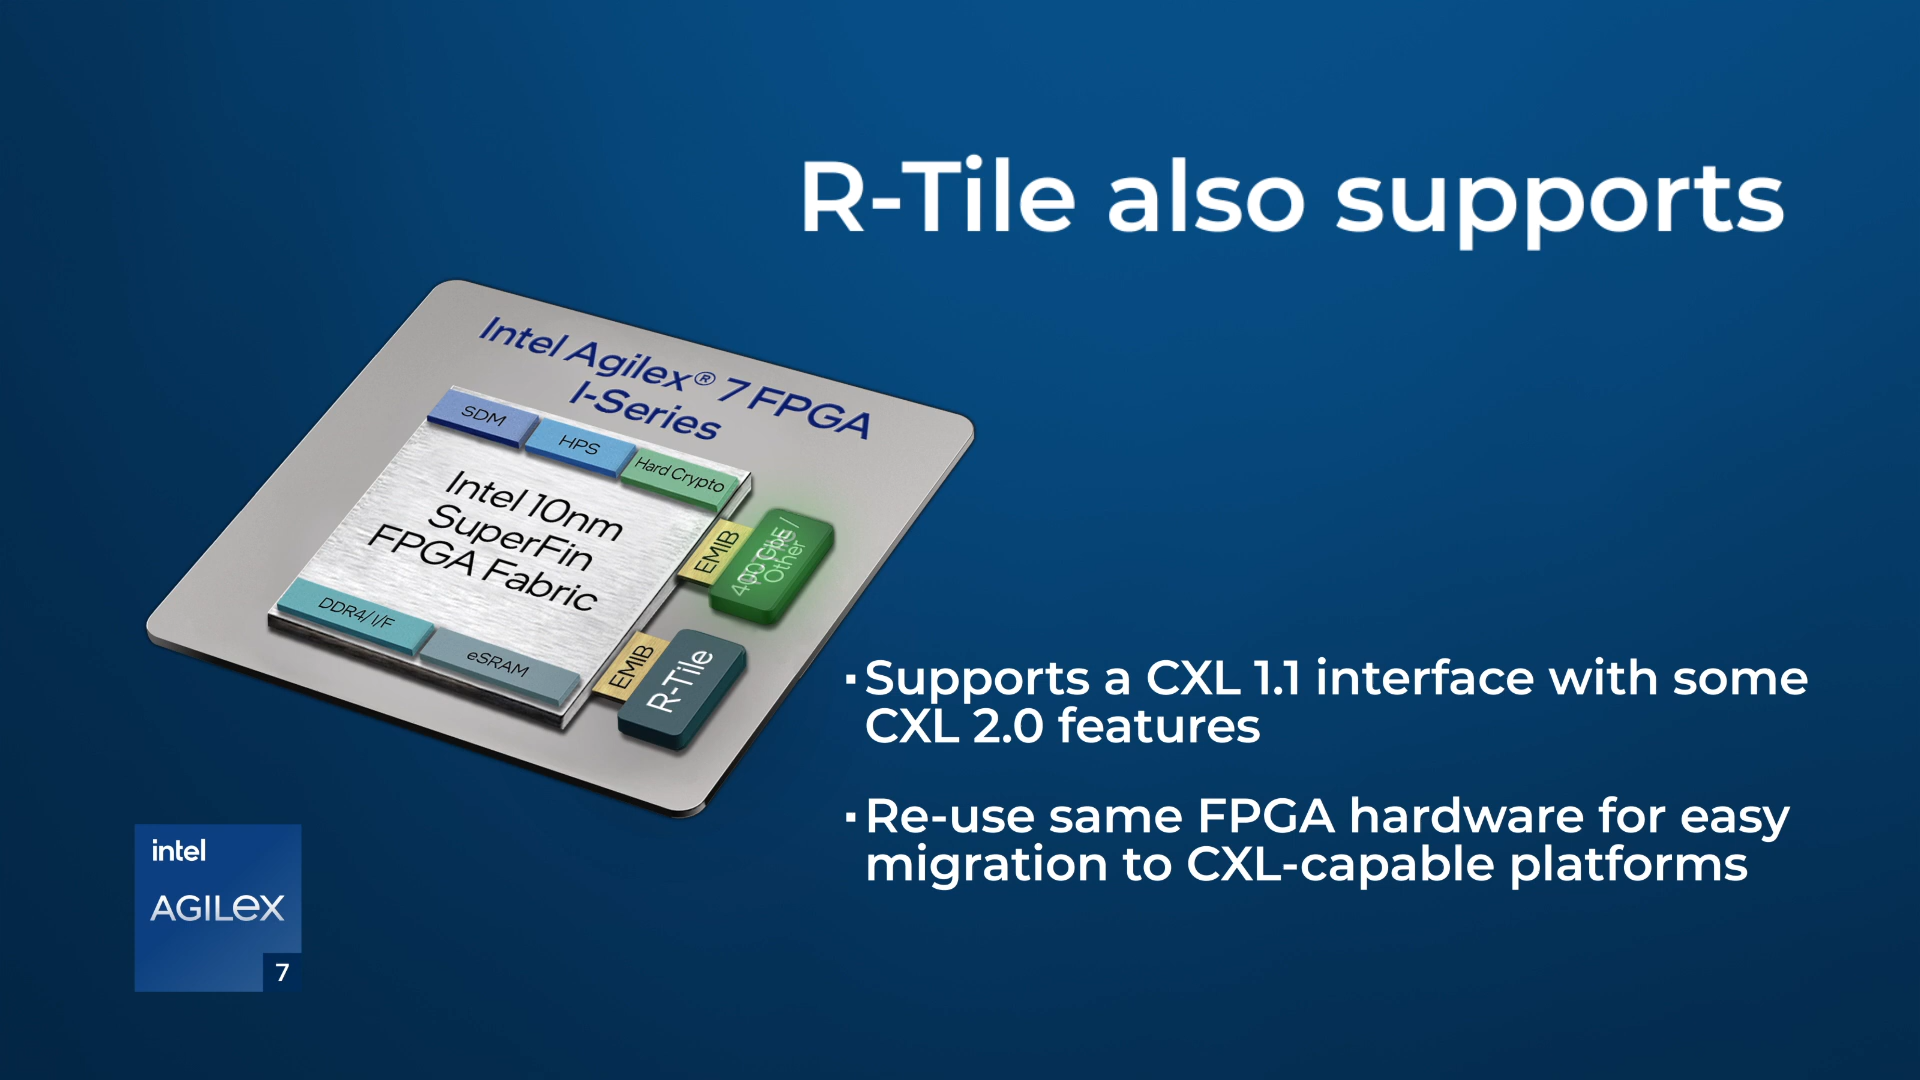 R-Tile also supports
Intel Agilex® 7 FPGA
I-Series
SDM
HPS
Hard Crypto
Intel 10nm
SuperFin
FPGA Fabric
EMIB
Other
DDR4/ I/F
eSRAM
EMIB
R-Tile
▪Supports a CXL 1.1 interface with some
CXL 2.0 features
▪Re-use same FPGA hardware for easy
migration to CXL-capable platforms
intel
AGILEX
7